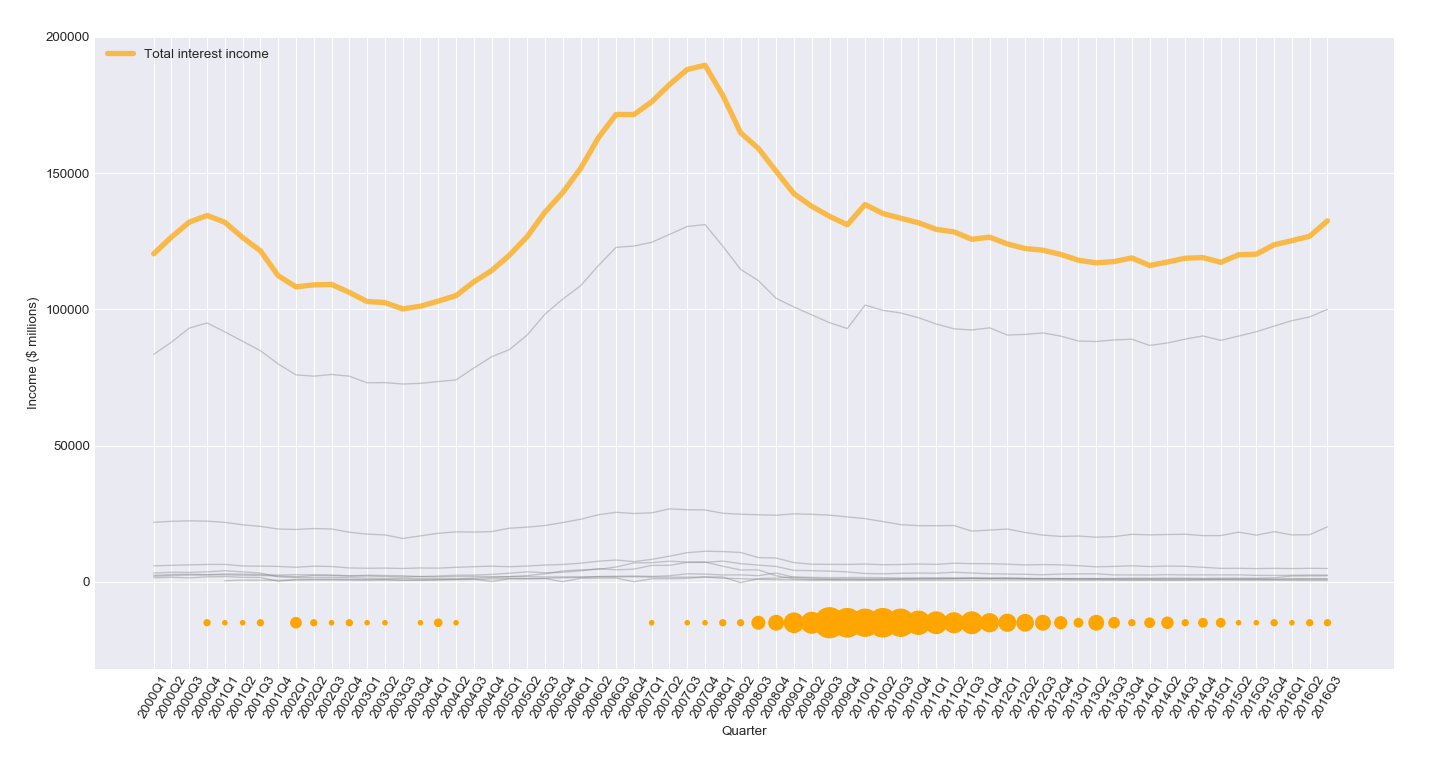 Total interest income
200000
150000
100000
50000
0
Income ($ millions)
2000Q1
2000Q2
2000Q3
2000Q4
2001Q1
2001Q2
2001Q3
2001Q4
2002Q1
2002Q2
2002Q3
2002Q4
2003Q1
2003Q2
2003Q3
2003Q4
2004Q1
2004Q2
2004Q3
2004Q4
2005Q1
2005Q2
2005Q3
2005Q4
2006Q1
2006Q2
2006Q3
2006Q4
2007Q1
2007Q2
2007Q3
2007Q4
2008Q1
2008Q2
2008Q3
2008Q4
2009Q1
2009Q2
2009Q3
2009Q4
2010Q1
2010Q2
2010Q3
2010Q4
2011Q1
2011Q2
2011Q3
2011Q4
2012Q1
2012Q2
2012Q3
2012Q4
2013Q1
2013Q2
2013Q3
2013Q4
2014Q1
2014Q2
2014Q3
2014Q4
2015Q1
2015Q2
2015Q3
2015Q4
2016Q1
2016Q2
2016Q3
Quarter